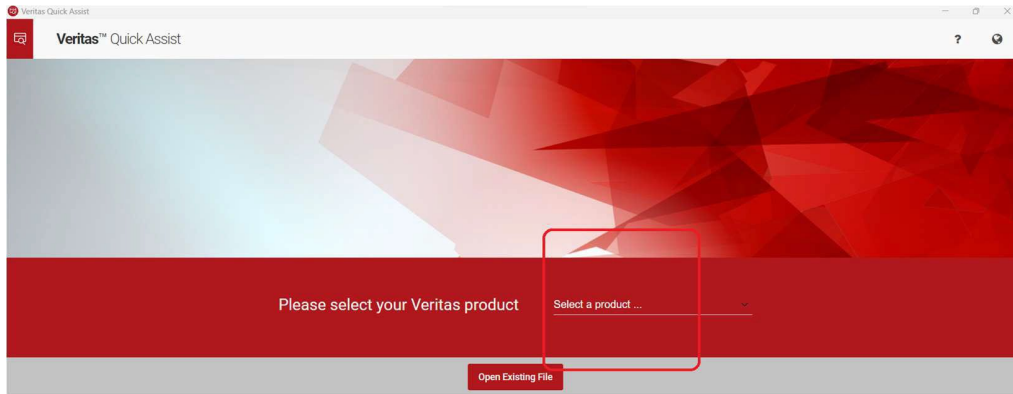 Veritas Quick Assist
Veritas™ Quick Assist
?
Please select your Veritas product
Select a product ...
Open Existing File